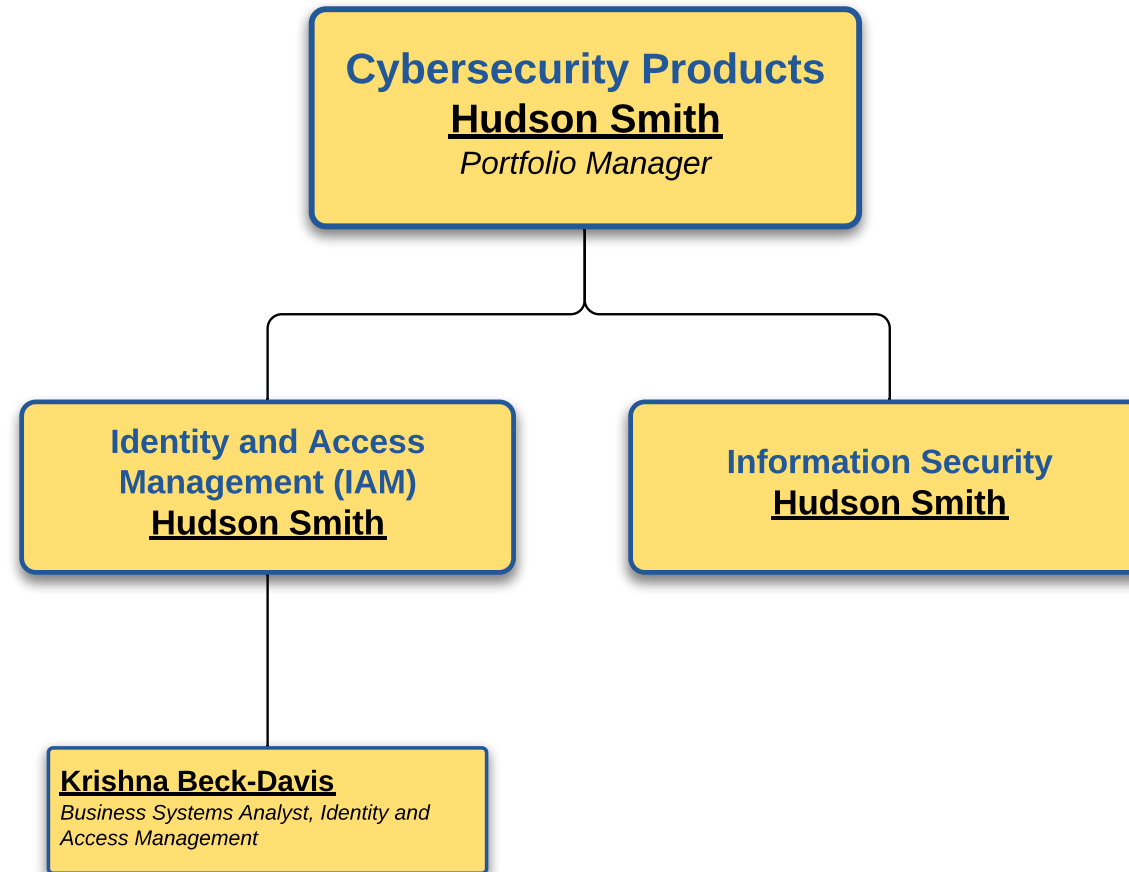 Cybersecurity Products
Hudson Smith
Portfolio Manager
Identity and Access
Management (IAM)
Hudson Smith
Information Security
Hudson Smith
Krishna Beck-Davis
Business Systems Analyst, Identity and
Access Management